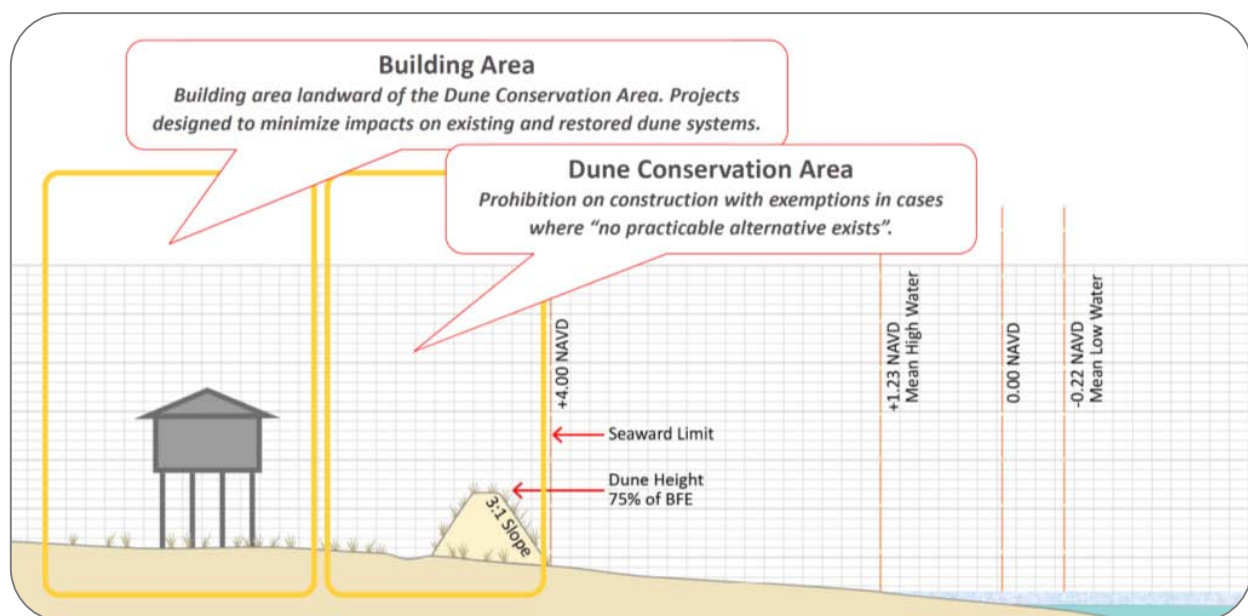 Building Area
Building area landward of the Dune Conservation Area. Projects
designed to minimize impacts on existing and restored dune systems.
Dune Conservation Area
Prohibition on construction with exemptions in cases
where “no practicable alternative exists”.
+4.00 NAVD
+1.23 NAVD
Mean High Water
0.00 NAVD
-0.22 NAVD
Mean Low Water
Seaward Limit
Dune Height
75% of BFE
3:1 Slope